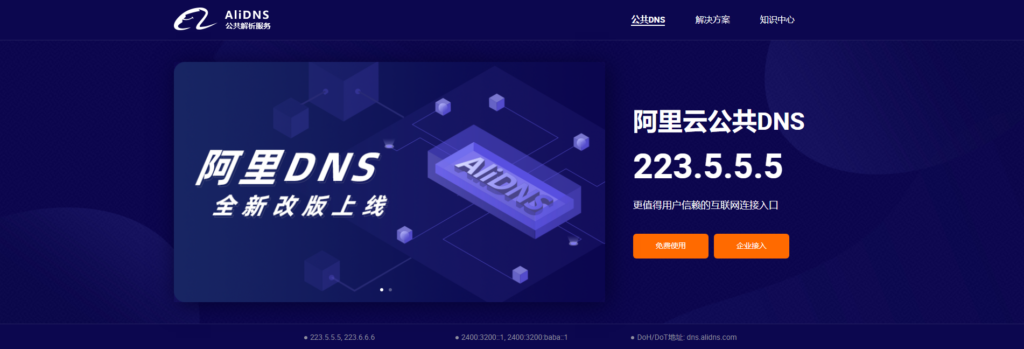 AliDNS
公共解析服务
公共DNS
解决方案
知识中心
阿里DNS
全新改版上线
AliDNS
阿里云公共DNS
223.5.5.5
更值得用户信赖的互联网连接入口
免费使用
企业接入
223.5.5.5, 223.6.6.6
2400:3200::1, 2400:3200:baba::1
DoH/DoT地址: dns.alidns.com